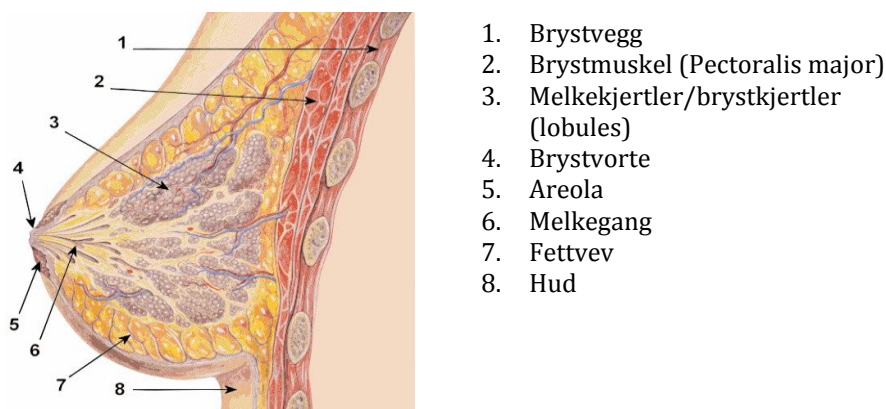 1
2
3
4
5
6
7
8
1. Brystvegg
2. Brystmuskel (Pectoralis major)
3. Melkekjertler/brystkjertler
(lobules)
4. Brystvorte
5. Areola
6. Melkegang
7. Fettvev
8. Hud